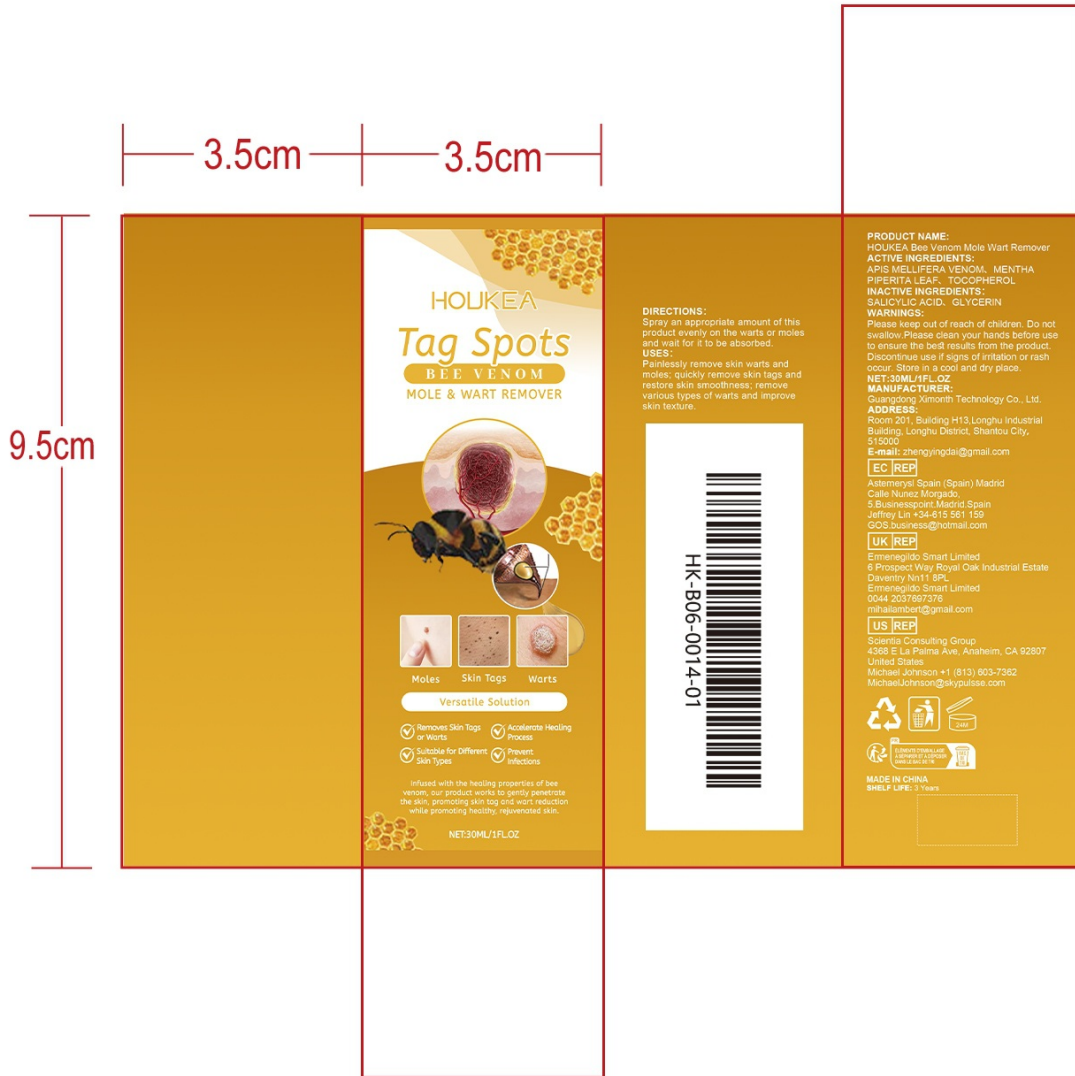 3.5cm
3.5cm
9.5cm
HOUKEA
Tag Spots
BEE VENOM
MOLE & WART REMOVER
Moles
Skin Tags
Warts
Versatile Solution
Removes Skin Tags
or Warts
Accelerate Healing
Process
Suitable for Different
Skin Types
Prevent
Infections
Infused with the healing properties of bee
venom, our product works to gently penetrate
the skin, promoting skin tag and wart reduction
while promoting healthy, rejuvenated skin.
NET:30ML/1FL.OZ
DIRECTIONS:
Spray an appropriate amount of this
product evenly on the warts or moles
and wait for it to be absorbed.
USES:
Painlessly remove skin warts and
moles; quickly remove skin tags and
restore skin smoothness; remove
various types of warts and improve
skin texture.
HK-B06-0014-01
PRODUCT NAME:
HOUKEA Bee Venom Mole Wart Remover
ACTIVE INGREDIENTS:
APIS MELLIFERA VENOM、MENTHA
PIPERITA LEAF、TOCOPHEROL
INACTIVE INGREDIENTS:
SALICYLIC ACID、GLYCERIN
WARNINGS:
Please keep out of reach of children. Do not
swallow.Please clean your hands before use
to ensure the best results from the product.
Discontinue use if signs of irritation or rash
occur. Store in a cool and dry place.
NET:30ML/1FL.OZ
MANUFACTURER:
Guangdong Ximonth Technology Co., Ltd.
ADDRESS:
Room 201, Building H13,Longhu Industrial
Building, Longhu District, Shantou City,
515000
E-mail: zhengyingdai@gmail.com
EC REP
Astemerysl Spain (Spain) Madrid
Calle Nunez Morgado,
5.Businesspoint.Madrid.Spain
Jeffrey Lin +34-615 561 159
GOS.business@hotmail.com
UK REP
Ermenegildo Smart Limited
6 Prospect Way Royal Oak Industrial Estate
Daventry Nn11 8PL
Ermenegildo Smart Limited
0044 2037697376
mihailambert@gmail.com
US REP
Scientia Consulting Group
4368 E La Palma Ave, Anaheim, CA 92807
United States
Michael Johnson +1 (813) 603-7362
MichaelJohnson@skypulsse.com
24M
FR
ÉLÉMENTS D'EMBALLAGE
À SÉPARER ET À DÉPOSER
DANS LE BAC DE TRI
MADE IN CHINA
SHELF LIFE: 3 Years